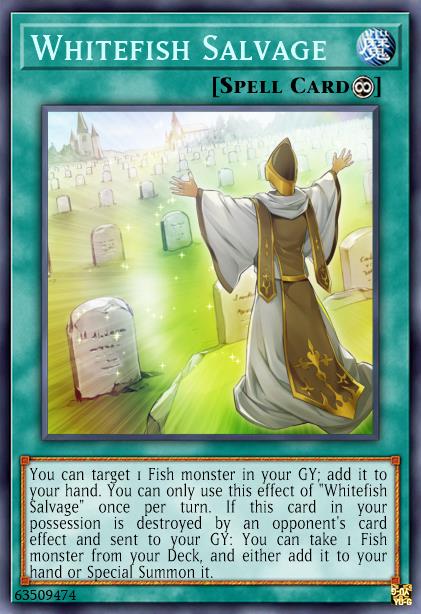 Whitefish Salvage
[Spell Card]
You can target 1 Fish monster in your GY; add it to
your hand. You can only use this effect of "Whitefish
Salvage" once per turn. If this card in your
possession is destroyed by an opponent's card
effect and sent to your GY: You can take 1 Fish
monster from your Deck, and either add it to your
hand or Special Summon it.
63509474